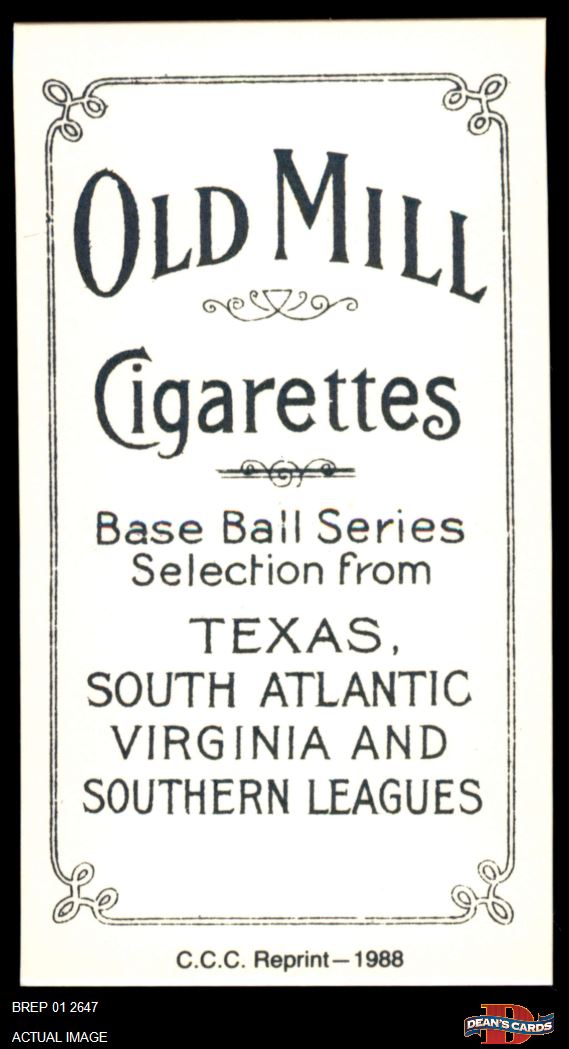 OLD MILL
Cigarettes
Base Ball Series
Selection from
TEXAS,
SOUTH ATLANTIC
VIRGINIA AND
SOUTHERN LEAGUES
C.C.C. Reprint—1988
BREP 01 2647
ACTUAL IMAGE
D
DEAN'S CARDS